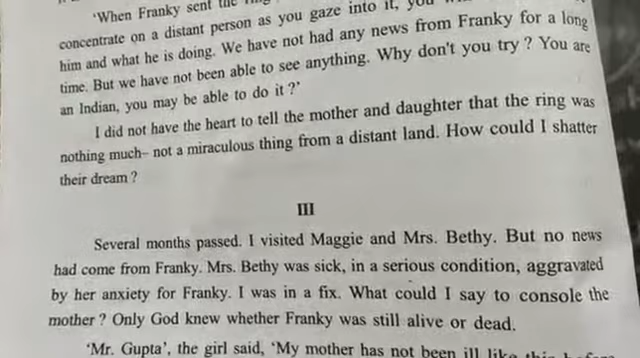 'When Franky sent the
concentrate on a distant person as you gaze into it, you
him and what he is doing. We have not had any news from Franky for a long
time. But we have not been able to see anything. Why don't you try ? You are
an Indian, you may be able to do it ?'
I did not have the heart to tell the mother and daughter that the ring was
nothing much– not a miraculous thing from a distant land. How could I shatter
their dream ?
III
Several months passed. I visited Maggie and Mrs. Bethy. But no news
had come from Franky. Mrs. Bethy was sick, in a serious condition, aggravated
by her anxiety for Franky. I was in a fix. What could I say to console the
mother ? Only God knew whether Franky was still alive or dead.
'Mr. Gupta', the girl said, 'My mother has not been ill like this before